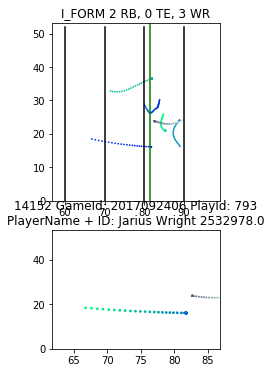 I_FORM 2 RB, 0 TE, 3 WR
50
40
30
20
10
0
60 70 80 90
14152 GameId: 2017092406 PlayId: 793
PlayerName + ID: Jarius Wright 2532978.0
40
20
0
65 70 75 80 85